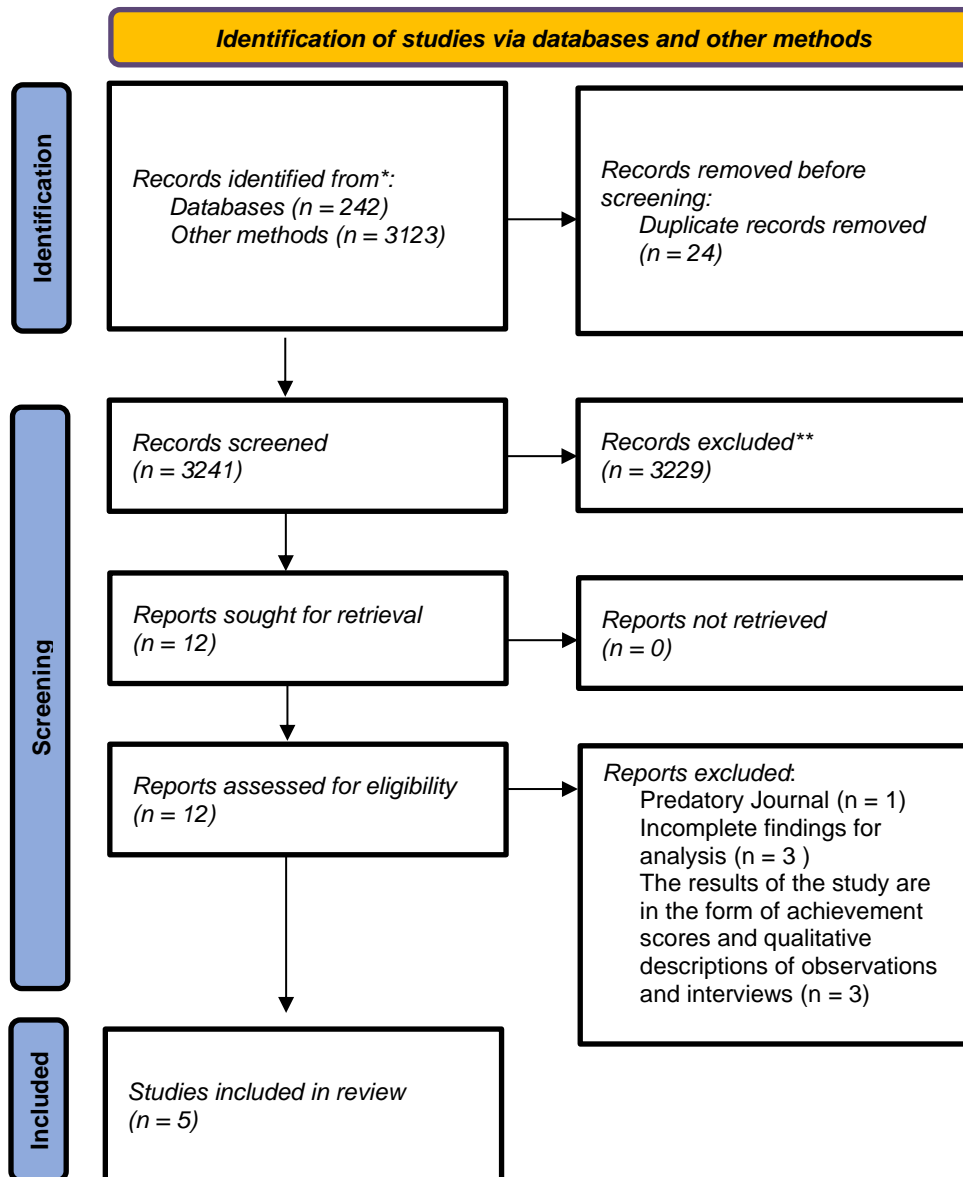 Identification of studies via databases and other methods
Identification
Records identified from*:
Databases (n = 242)
Other methods (n = 3123)
Records removed before
screening:
Duplicate records removed
(n = 24)
Screening
Records screened
(n = 3241)
Records excluded**
(n = 3229)
Reports sought for retrieval
(n = 12)
Reports not retrieved
(n = 0)
Reports assessed for eligibility
(n = 12)
Reports excluded:
Predatory Journal (n = 1)
Incomplete findings for
analysis (n = 3 )
The results of the study are
in the form of achievement
scores and qualitative
descriptions of observations
and interviews (n = 3)
Included
Studies included in review
(n = 5)